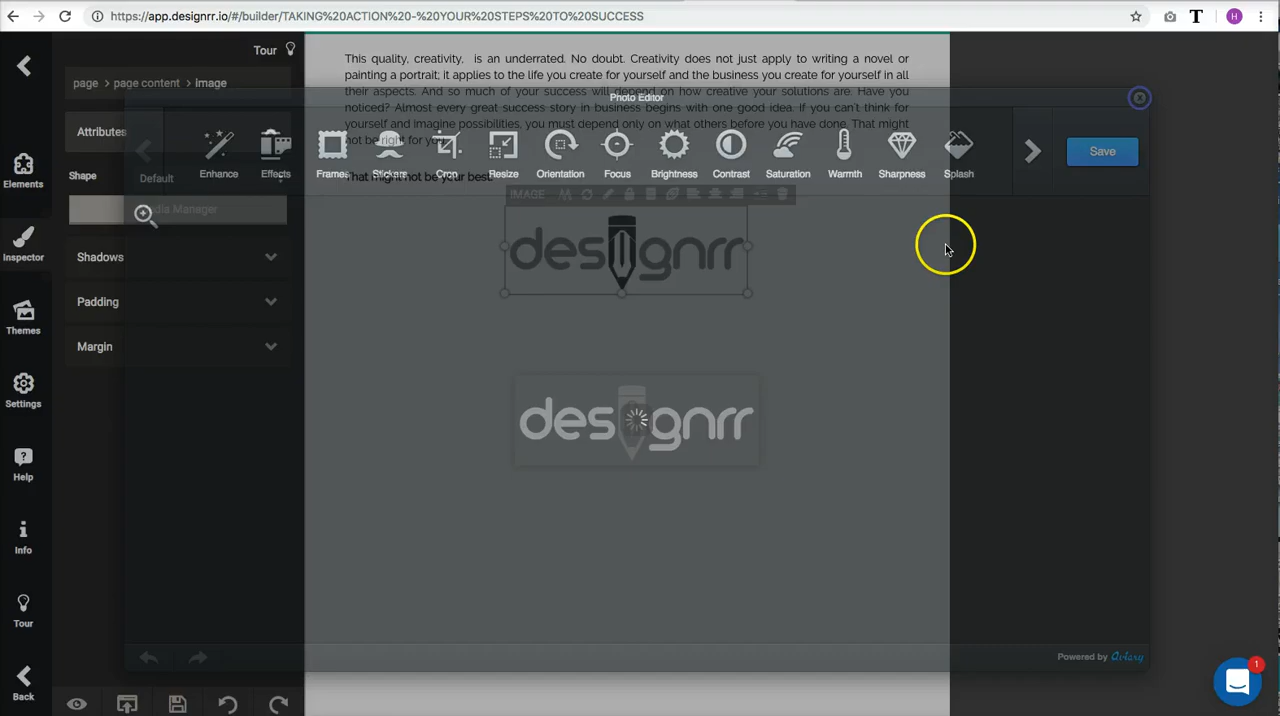 https://app.designrr.io/#/builder/TAKING%20ACTION%20-%20YOUR%20STEPS%20TO%20SUCCESS
T
H
Tour
page > page content > image
This quality, creativity, is an underrated. No doubt. Creativity does not just apply to writing a novel or
painting a portrait; it applies to the life you create for yourself and the business you create for yourself in all
their aspects. And so much of your success will depend on how creative your solutions are. Have you
noticed? Almost every great success story in business begins with one good idea. If you can't think for
yourself and imagine possibilities, you must depend only on what others before you have done. That might
not be right for you.
That might not be your best.
Photo Editor
Attributes
Default
Enhance
Effects
Frames
Stickers
Crop
Resize
Orientation
Focus
Brightness
Contrast
Saturation
Warmth
Sharpness
Splash
Save
Shape
Manager
Shadows
Padding
Margin
IMAGE
designrr
designrr
Elements
Inspector
Themes
Settings
Help
Info
Tour
Back
Powered by Aviary
1